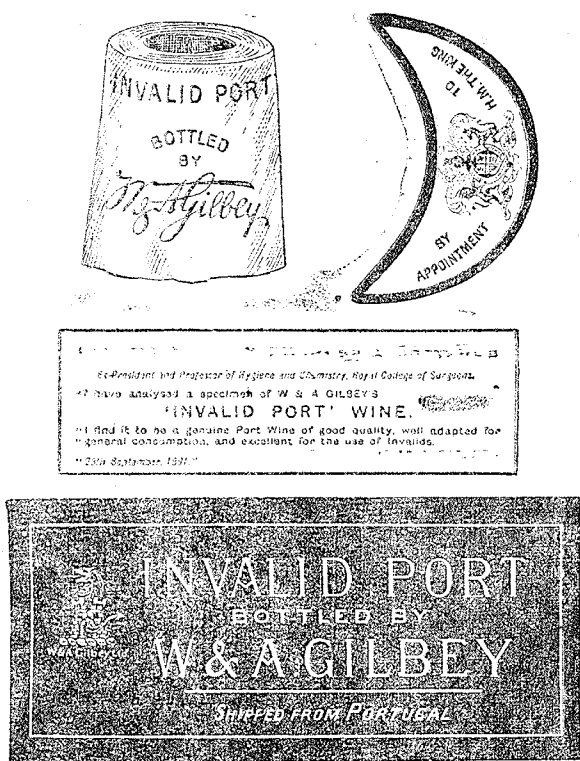 INVALID PORT
BOTTLED
BY
W & A Gilbey
BY APPOINTMENT
TO
H.M. THE KING
Ex-President and Professor of Hygiene and Chemistry, Royal College of Surgeons.
"I have analysed a specimen of W & A GILBEY'S
'INVALID PORT' WINE.
"I find it to be a genuine Port Wine of good quality, well adapted for
"general consumption, and excellent for the use of Invalids.
September,
INVALID PORT
BOTTLED BY
W & A GILBEY
W&A GILBEY LD
SHIPPED FROM PORTUGAL